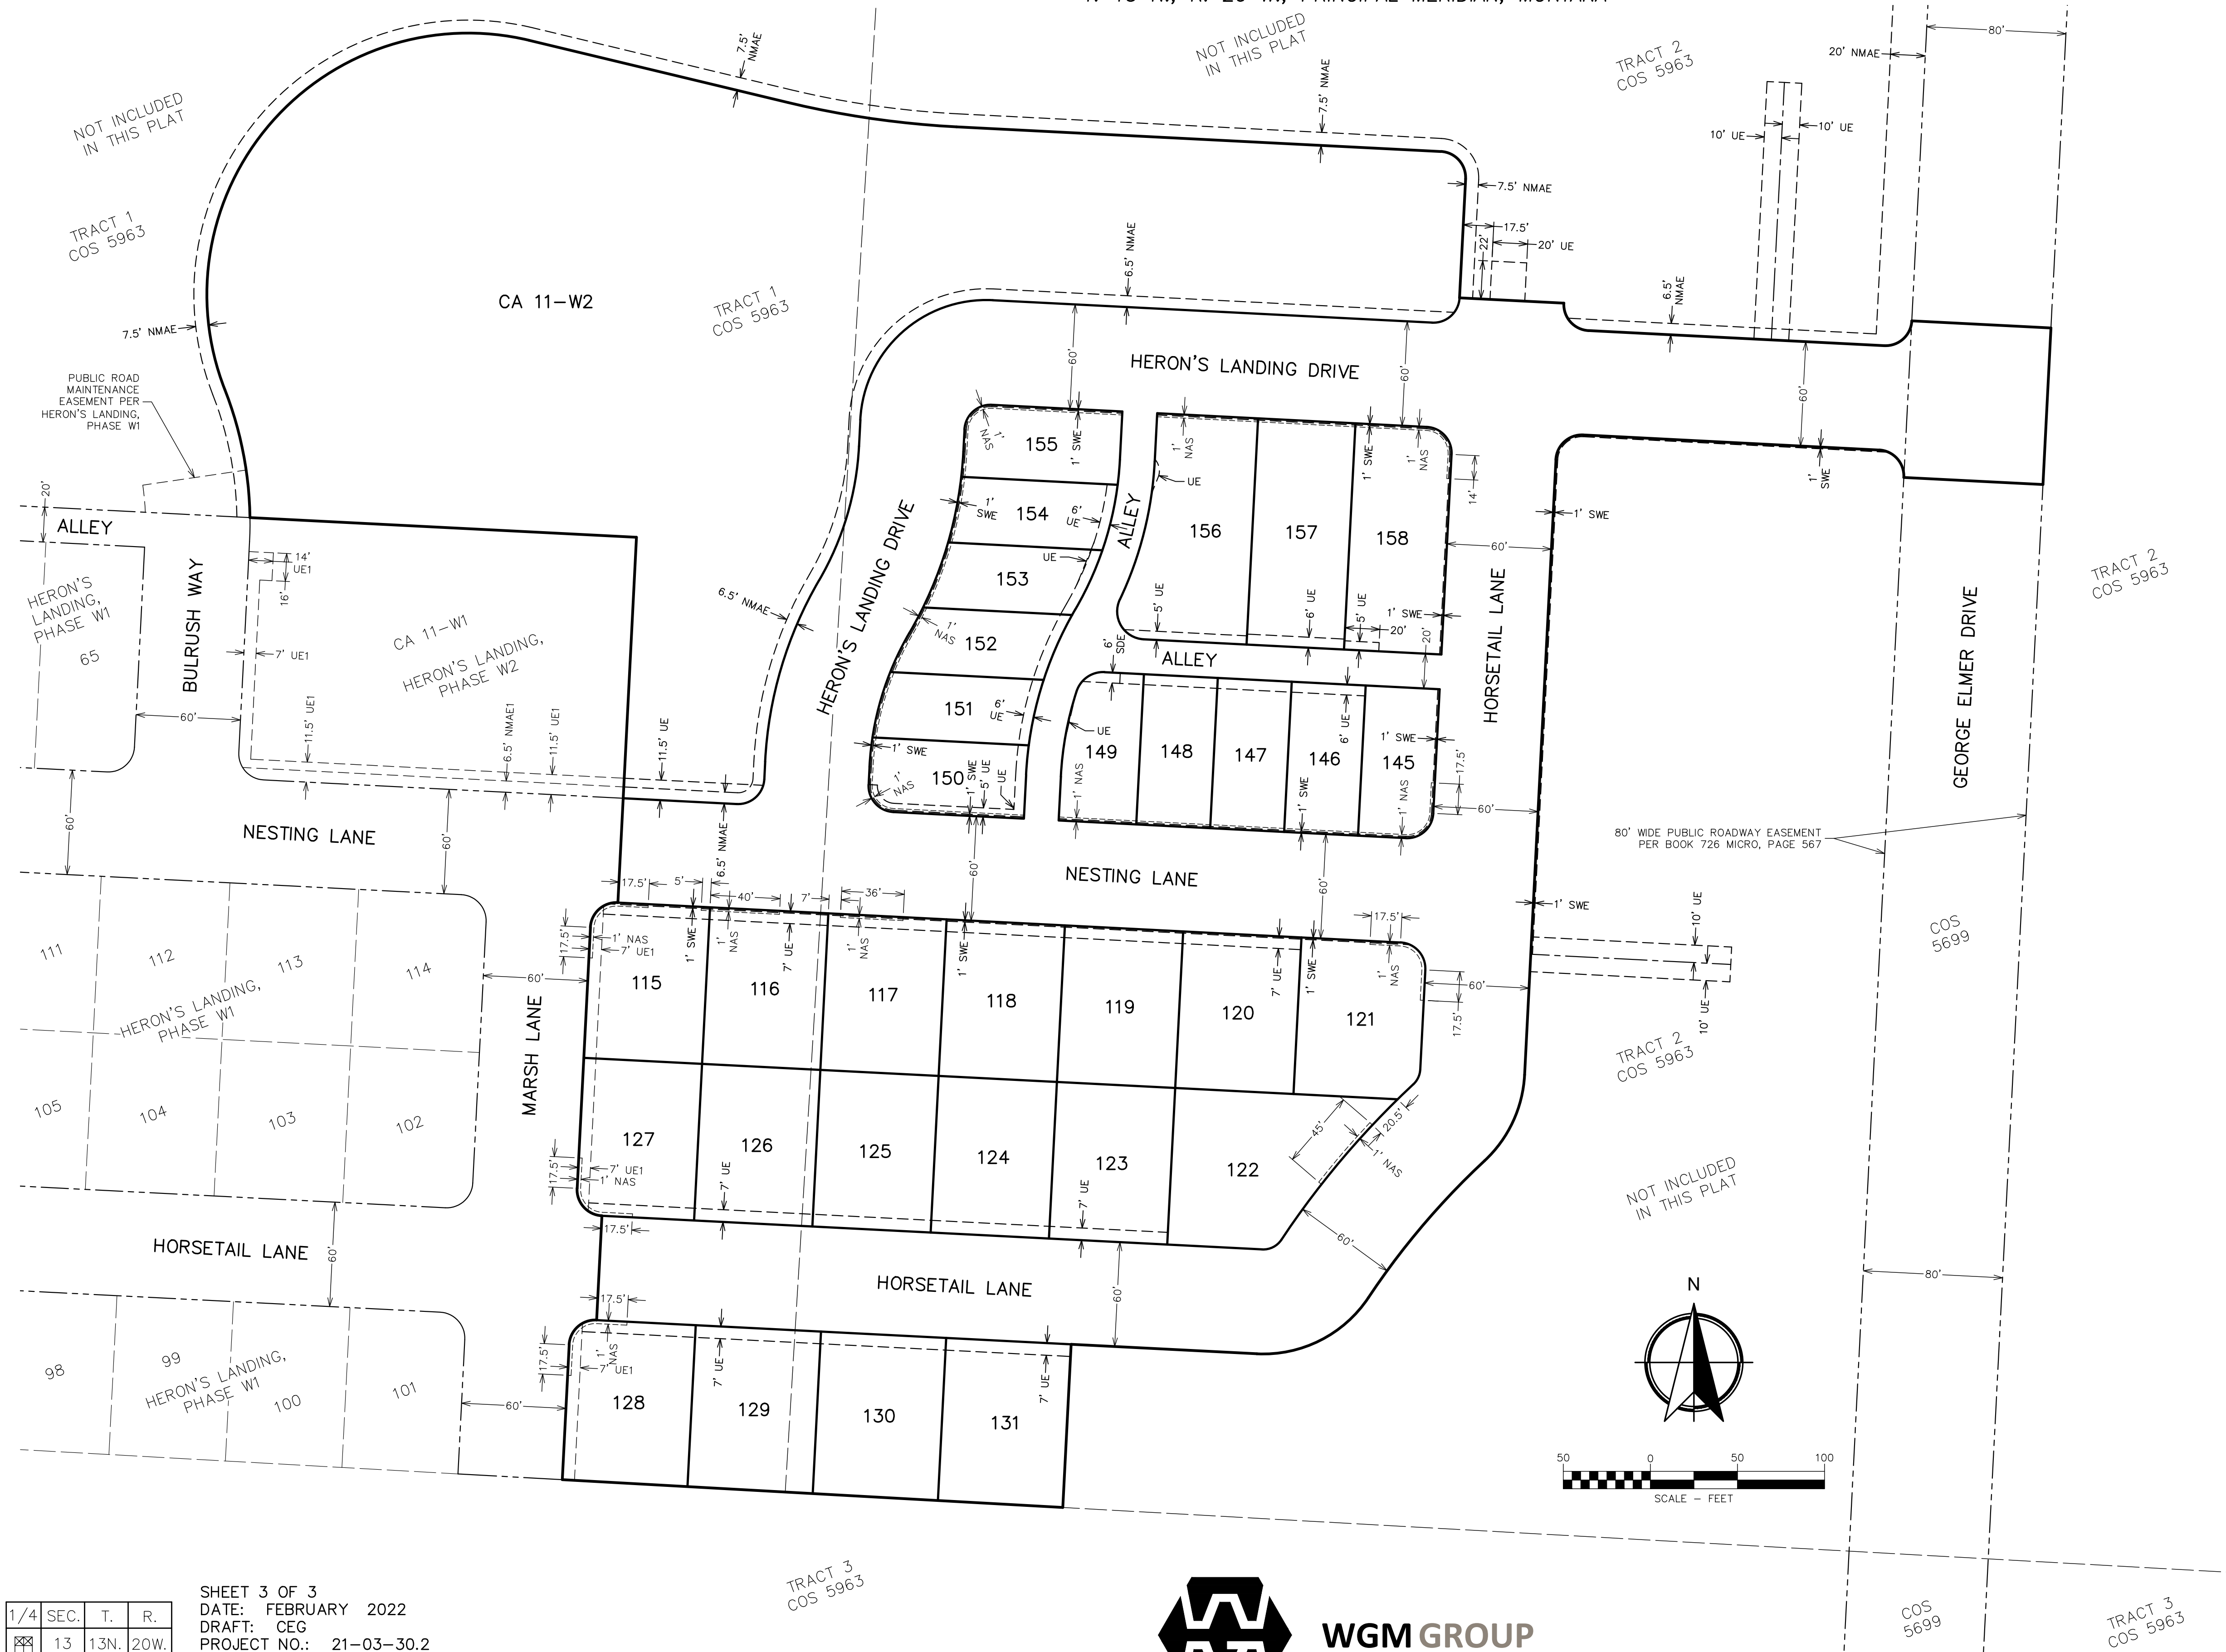 NOT INCLUDED
IN THIS PLAT
TRACT 2
COS 5963
20' NMAE
80'
7.5'
NMAE
NOT INCLUDED
IN THIS PLAT
7.5' NMAE
10' UE
10' UE
7.5' NMAE
TRACT 1
COS 5963
17.5'
22'
20' UE
6.5' NMAE
6.5'
NMAE
CA 11-W2
TRACT 1
COS 5963
7.5' NMAE
60'
HERON'S LANDING DRIVE
60'
60'
PUBLIC ROAD
MAINTENANCE
EASEMENT PER
HERON'S LANDING,
PHASE W1
1'
NAS
155
1' SWE
1'
NAS
1' SWE
1'
NAS
14'
1'
SWE
20'
ALLEY
UE
1'
SWE
154
6'
UE
ALLEY
156
157
158
1' SWE
HERON'S LANDING DRIVE
UE
153
60'
14'
UE1
16'
BULRUSH WAY
HERON'S
LANDING,
PHASE W1
65
CA 11-W1
HERON'S LANDING,
PHASE W2
7' UE1
6.5' NMAE
1'
NAS
152
5' UE
6' UE
5' UE
1' SWE
20'
20'
HORSETAIL LANE
TRACT 2
COS 5963
GEORGE ELMER DRIVE
6'
SDE
ALLEY
60'
11.5' UE1
6.5' NMAE1
11.5' UE1
11.5' UE
151
6'
UE
UE
149
148
147
146
6' UE
1' SWE
145
1' SWE
150
1'
NAS
1' SWE
5' UE
UE
1' NAS
1' SWE
1' NAS
17.5'
60'
60'
NESTING LANE
60'
6.5' NMAE
60'
NESTING LANE
60'
80' WIDE PUBLIC ROADWAY EASEMENT
PER BOOK 726 MICRO, PAGE 567
17.5'
5'
40'
7'
36'
17.5'
1' SWE
10' UE
17.5'
1' NAS
7' UE1
1' SWE
1'
NAS
7' UE
1'
NAS
1' SWE
7' UE
1' SWE
1'
NAS
COS
5699
111
112
113
114
60'
115
116
117
118
119
120
121
60'
17.5'
10' UE
HERON'S LANDING,
PHASE W1
MARSH LANE
TRACT 2
COS 5963
105
104
103
102
127
126
125
124
123
122
45'
20.5'
1' NAS
17.5'
7' UE1
1' NAS
7' UE
7' UE
17.5'
NOT INCLUDED
IN THIS PLAT
HORSETAIL LANE
60'
60'
HORSETAIL LANE
60'
80'
N
17.5'
1'
NAS
17.5'
7' UE1
7' UE
7' UE
98
99
HERON'S LANDING,
PHASE W1
100
101
60'
128
129
130
131
50
0
50
100
SCALE - FEET
TRACT 3
COS 5963
SHEET 3 OF 3
DATE: FEBRUARY 2022
DRAFT: CEG
PROJECT NO.: 21-03-30.2
1/4 SEC. T. R.
13 13N. 20W.
WGM GROUP
COS
5699
TRACT 3
COS 5963